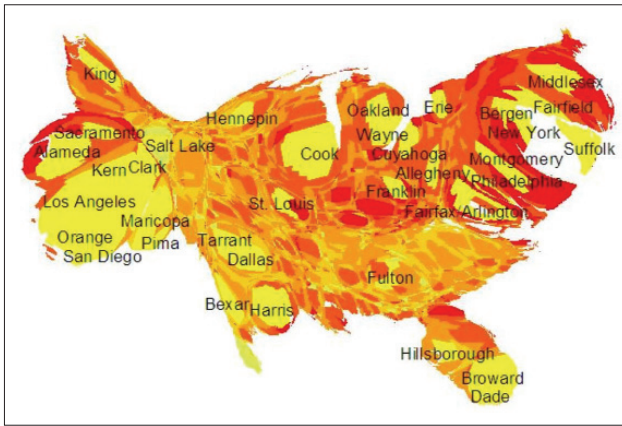 King
Middlesex
Hennepin
Oakland
Erie
Bergen
Fairfield
Sacramento
Wayne
New York
Alameda
Salt Lake
Cook
Cuyahoga
Montgomery
Suffolk
Kern
Clark
Allegheny
Philadelphia
Los Angeles
St. Louis
Franklin
Maricopa
Fairfax
Arlington
Orange
Pima
Tarrant
San Diego
Dallas
Fulton
Bexar
Harris
Hillsborough
Broward
Dade